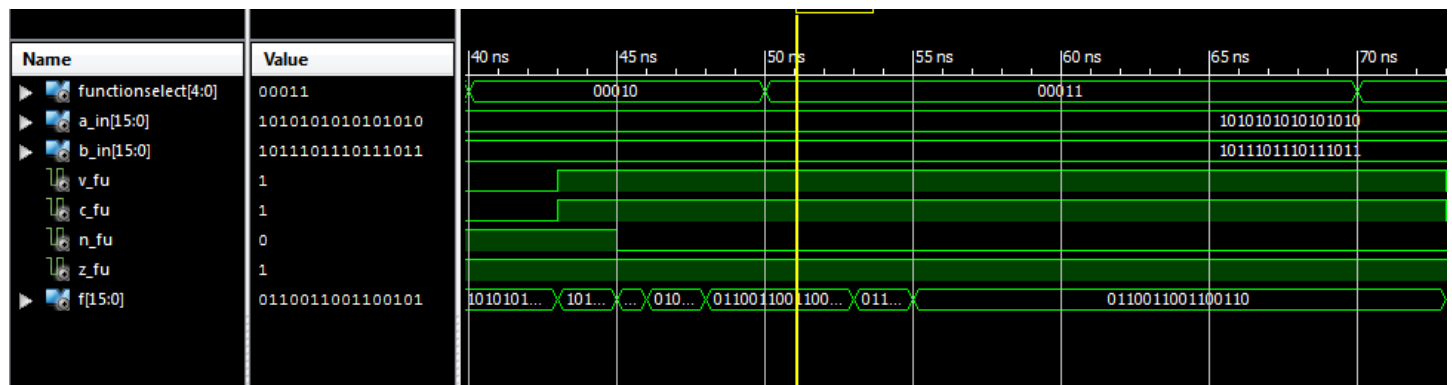 Name Value 40 ns 45 ns 50 ns 55 ns 60 ns 65 ns 70 ns
functionselect[4:0] 00011 00010 00011
a_in[15:0] 1010101010101010 1010101010101010
b_in[15:0] 1011101110111011 1011101110111011
v_fu 1
c_fu 1
n_fu 0
z_fu 1
f[15:0] 0110011001100101 1010101... 101... ... 010... 011001100 1100... 011... 0110011001100110